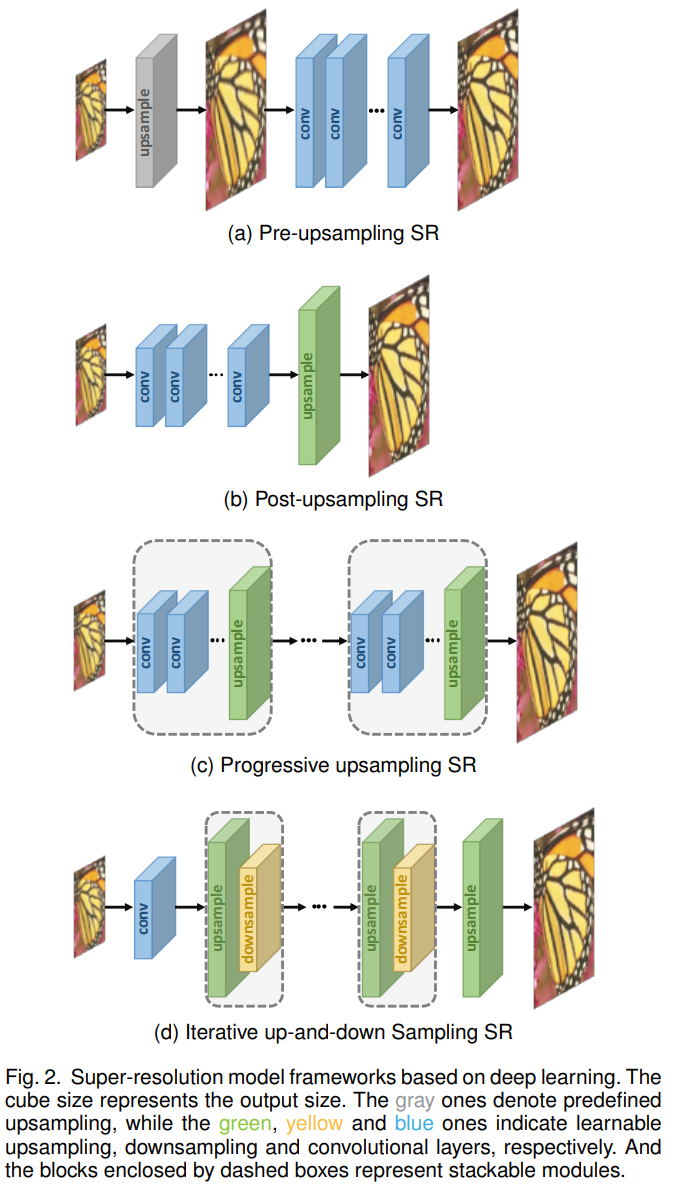 upsample
conv
conv
...
conv
(a) Pre-upsampling SR
conv
conv
...
conv
upsample
(b) Post-upsampling SR
conv
conv
...
upsample
...
conv
conv
...
upsample
(c) Progressive upsampling SR
conv
upsample
downsample
...
upsample
downsample
upsample
(d) Iterative up-and-down Sampling SR
Fig. 2. Super-resolution model frameworks based on deep learning. The
cube size represents the output size. The gray ones denote predefined
upsampling, while the green, yellow and blue ones indicate learnable
upsampling, downsampling and convolutional layers, respectively. And
the blocks enclosed by dashed boxes represent stackable modules.